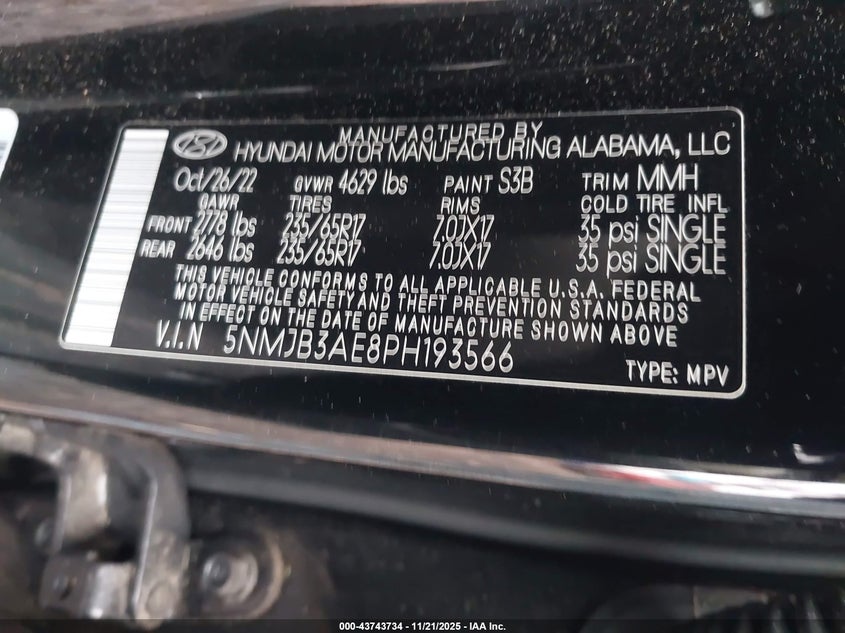 MANUFACTURED BY
HYUNDAI MOTOR MANUFACTURING ALABAMA, LLC
Oct/26/22 GVWR 4629 lbs PAINT S3B TRIM MMH
GAWR TIRES RIMS COLD TIRE INFL
FRONT 2778 lbs 235/65R17 7.0JX17 35 psi SINGLE
REAR 2646 lbs 235/65R17 7.0JX17 35 psi SINGLE
THIS VEHICLE CONFORMS TO ALL APPLICABLE U.S.A. FEDERAL
MOTOR VEHICLE SAFETY AND THEFT PREVENTION STANDARDS
IN EFFECT ON THE DATE OF MANUFACTURE SHOWN ABOVE
V.I.N 5NMJB3AE8PH193566
TYPE: MPV
000-43743734 - 11/21/2025 - IAA Inc.